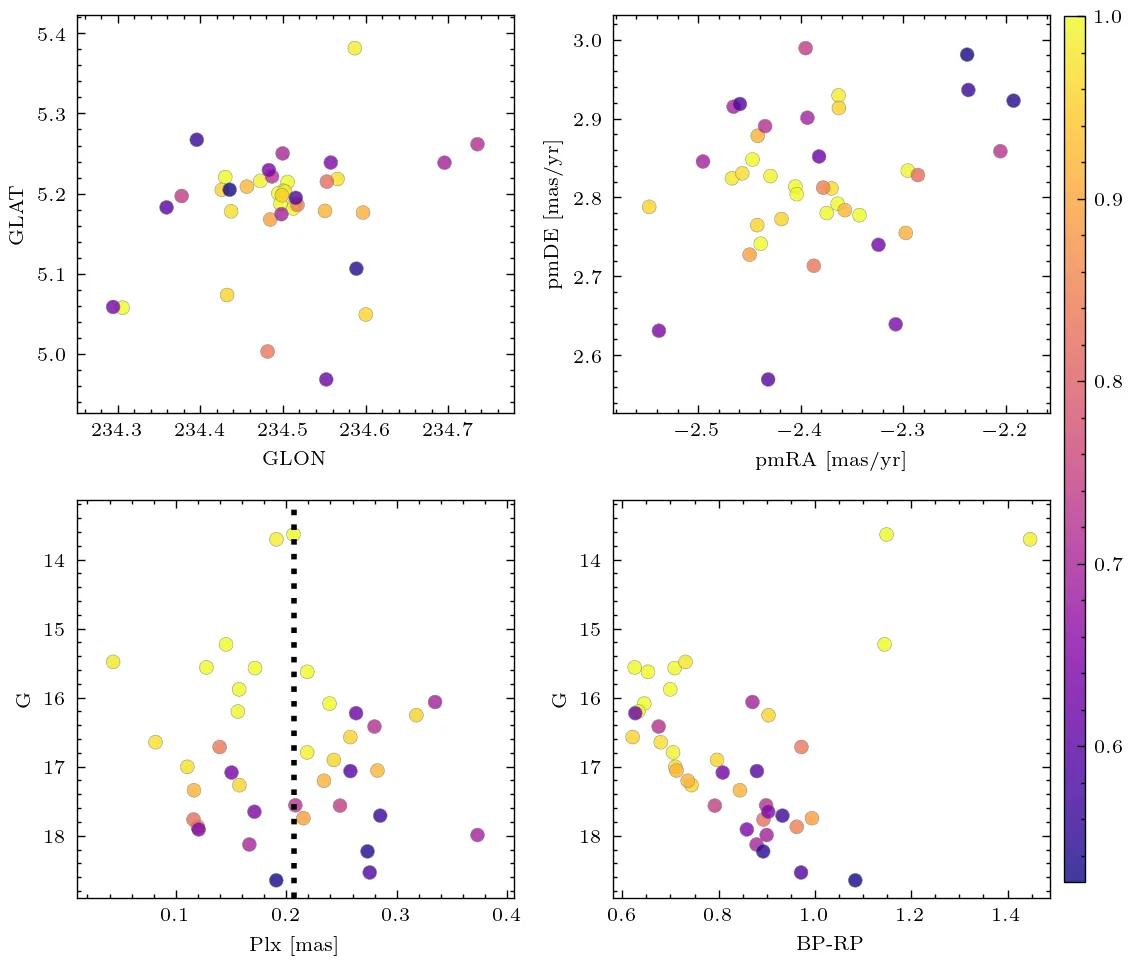 5.4
5.3
5.2
5.1
5.0
GLAT
234.3 234.4 234.5 234.6 234.7
GLON
3.0
2.9
2.8
2.7
2.6
pmDE [mas/yr]
−2.5 −2.4 −2.3 −2.2
pmRA [mas/yr]
1.0
0.9
0.8
0.7
0.6
14
15
16
17
18
G
0.1 0.2 0.3 0.4
Plx [mas]
14
15
16
17
18
G
0.6 0.8 1.0 1.2 1.4
BP-RP